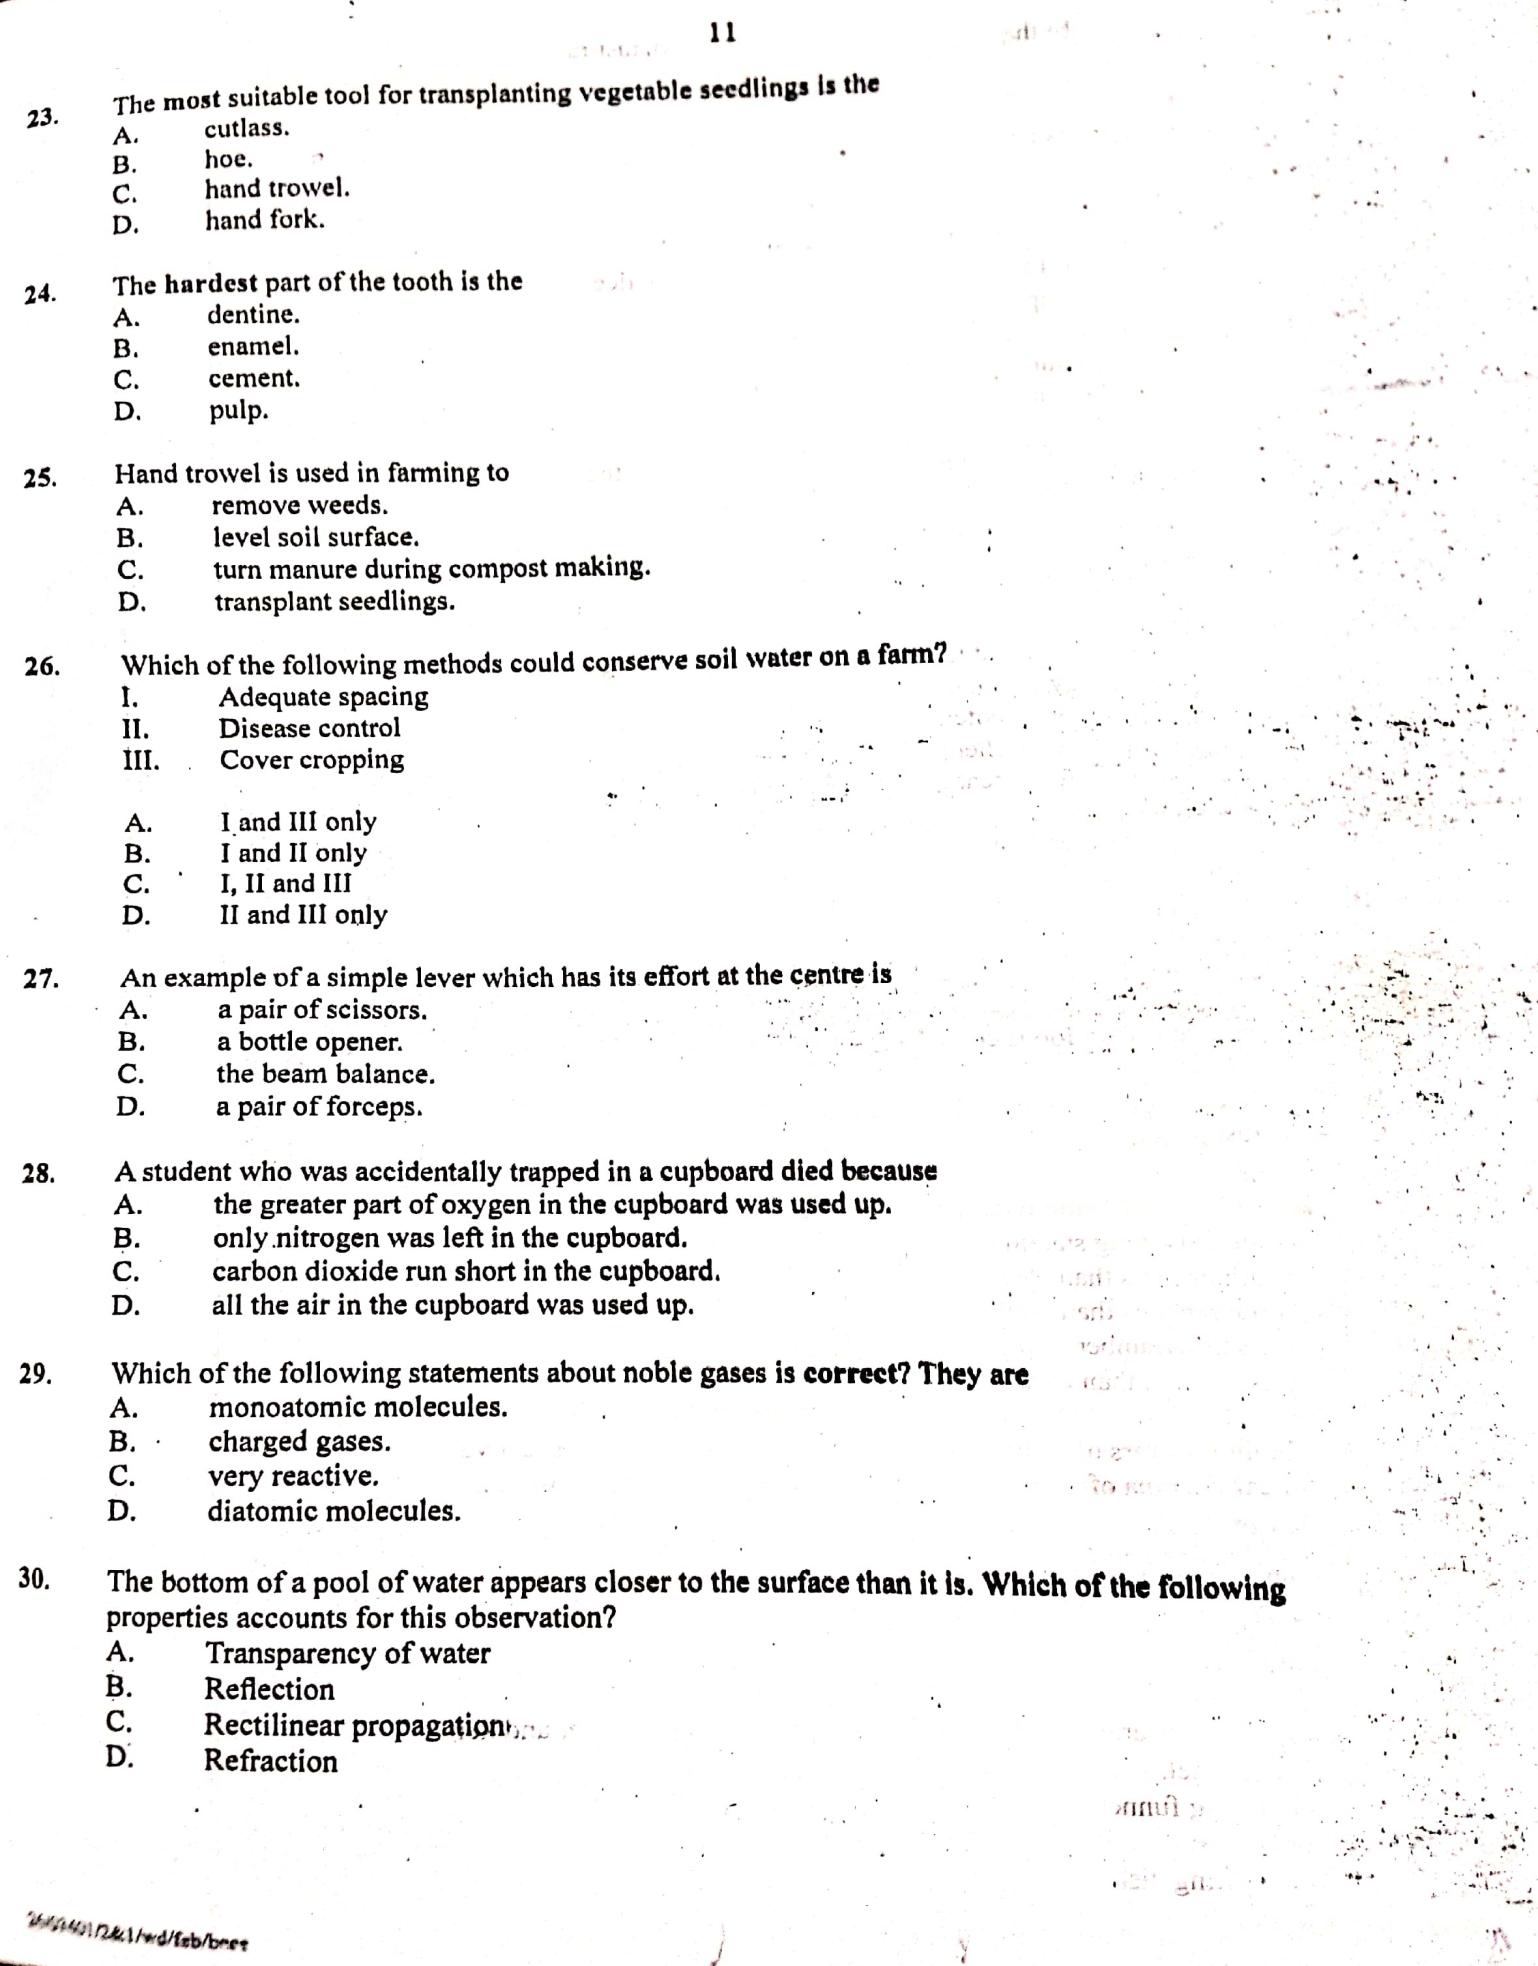 11
23. The most suitable tool for transplanting vegetable seedlings is the
A. cutlass.
B. hoe.
C. hand trowel.
D. hand fork.
24. The hardest part of the tooth is the
A. dentine.
B. enamel.
C. cement.
D. pulp.
25. Hand trowel is used in farming to
A. remove weeds.
B. level soil surface.
C. turn manure during compost making.
D. transplant seedlings.
26. Which of the following methods could conserve soil water on a farm?
I. Adequate spacing
II. Disease control
III. Cover cropping
A. I and III only
B. I and II only
C. I, II and III
D. II and III only
27. An example of a simple lever which has its effort at the centre is
A. a pair of scissors.
B. a bottle opener.
C. the beam balance.
D. a pair of forceps.
28. A student who was accidentally trapped in a cupboard died because
A. the greater part of oxygen in the cupboard was used up.
B. only nitrogen was left in the cupboard.
C. carbon dioxide run short in the cupboard.
D. all the air in the cupboard was used up.
29. Which of the following statements about noble gases is correct? They are
A. monoatomic molecules.
B. charged gases.
C. very reactive.
D. diatomic molecules.
30. The bottom of a pool of water appears closer to the surface than it is. Which of the following
properties accounts for this observation?
A. Transparency of water
B. Reflection
C. Rectilinear propagation
D. Refraction